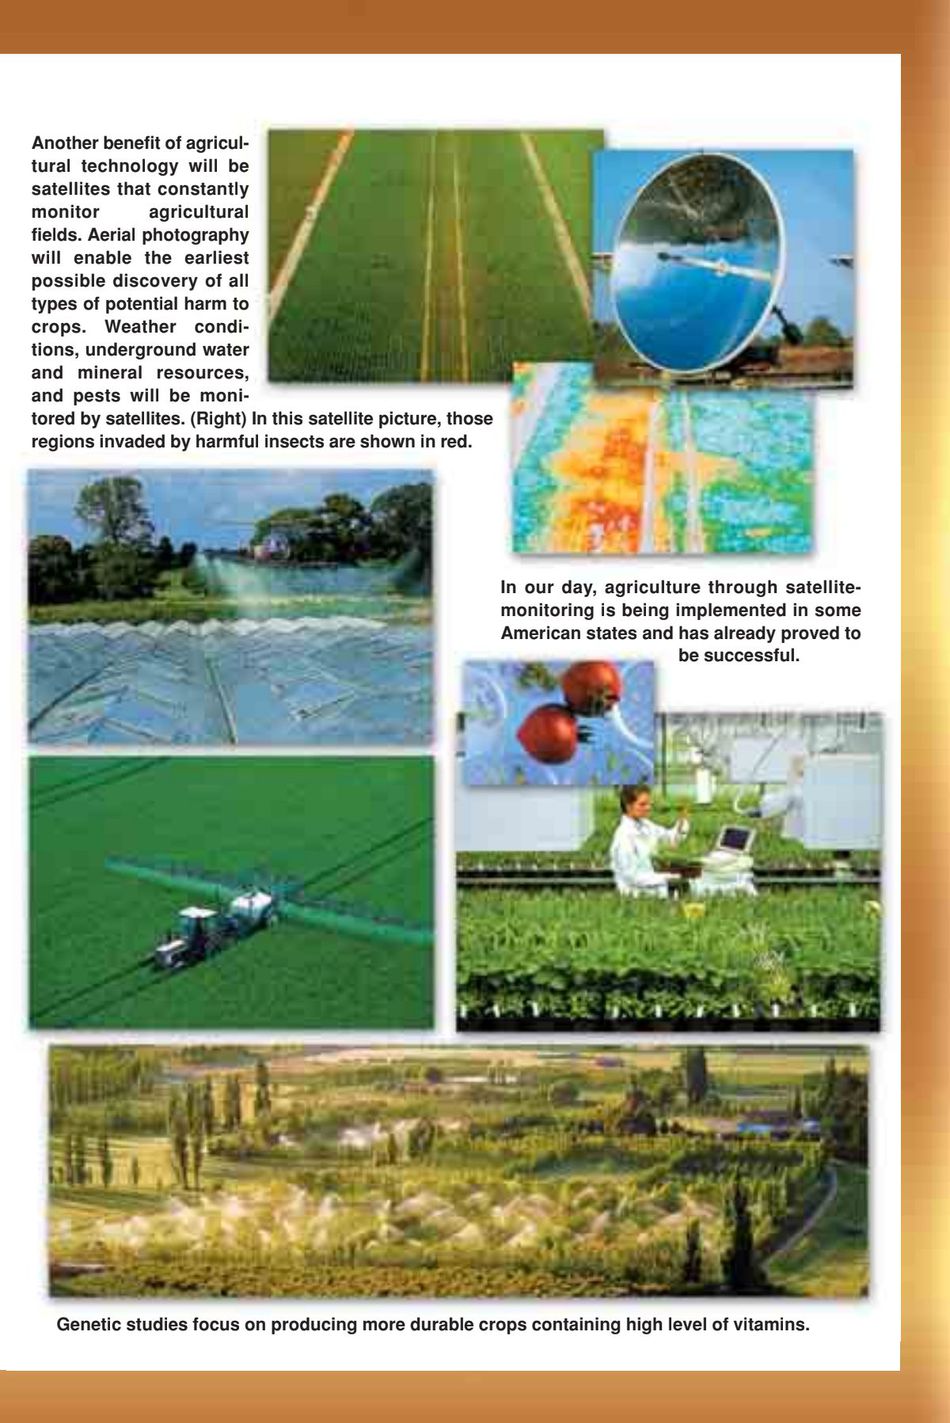 Another benefit of agricul-
tural technology will be
satellites that constantly
monitor agricultural
fields. Aerial photography
will enable the earliest
possible discovery of all
types of potential harm to
crops. Weather condi-
tions, underground water
and mineral resources,
and pests will be moni-
tored by satellites. (Right) In this satellite picture, those
regions invaded by harmful insects are shown in red.
In our day, agriculture through satellite-
monitoring is being implemented in some
American states and has already proved to
be successful.
Genetic studies focus on producing more durable crops containing high level of vitamins.